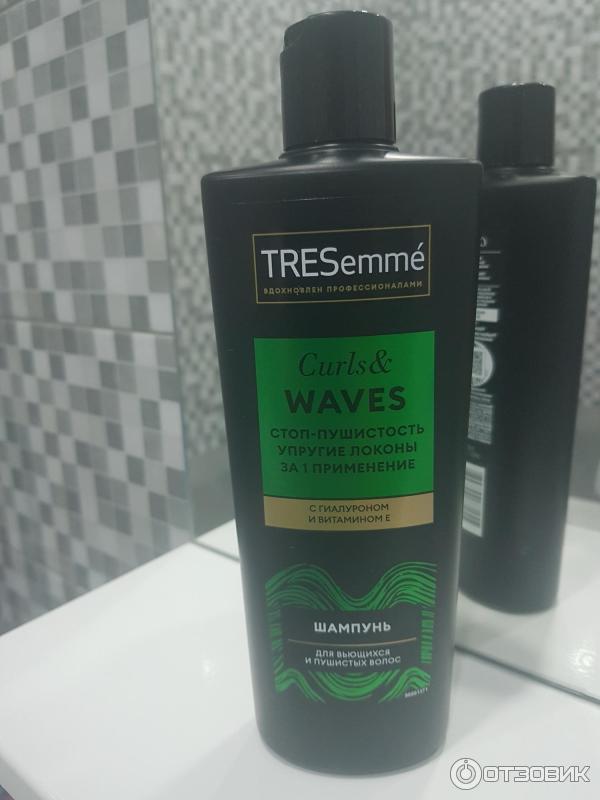 TRESemmé
ВДОХНОВЛЕН ПРОФЕССИОНАЛАМИ
Curls&
WAVES
СТОП-ПУШИСТОСТЬ
УПРУГИЕ ЛОКОНЫ
ЗА 1 ПРИМЕНЕНИЕ
С ГИАЛУРОНОМ
И ВИТАМИНОМ Е
ШАМПУНЬ
ДЛЯ ВЬЮЩИХСЯ
И ПУШИСТЫХ ВОЛОС
ОТЗОВИК